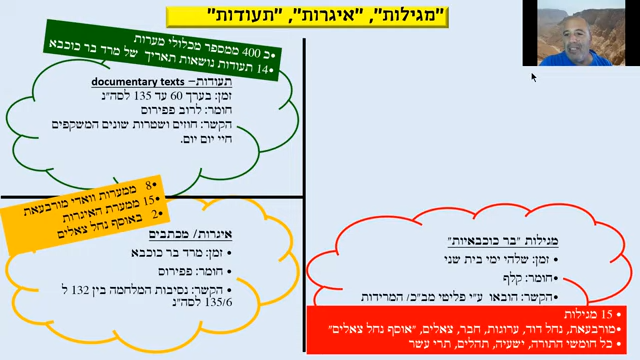 "מגילות", "איגרות", "תעודות"
כ 400 ממספר מכלולי מערות
14 תעודות נושאות תאריך של מרד בר כוכבא
תעודות– documentary texts
זמן: בערך 60 עד 135 לסה"נ
חומר: לרוב פפירוס
הקשר: חוזים ושטרות שונים המשקפים
חיי יום יום.
8 ממערות וואדי מורבעאת
15 ממערת האיגרות
2 באוסף נחל צאלים
איגרות/ מכתבים
זמן: מרד בר כוכבא
חומר: פפירוס
הקשר: נסיבות המלחמה בין 132 ל
135/6 לסה"נ
מגילות "בר כוכבאיות"
זמן: שלהי ימי בית שני
חומר: קלף
הקשר: הובאו ע"י פליטי מב"כ/ המרידות
15 מגילות
מורבעאת, נחל דוד, ערוגות, חבר, צאלים, "אוסף נחל צאלים"
כל חומשי התורה, ישעיה, תהלים, תרי עשר